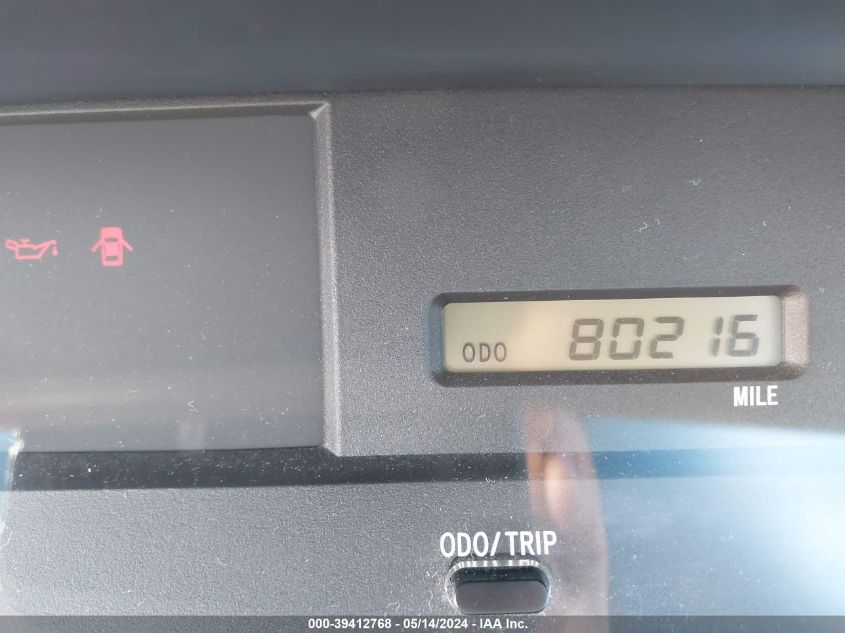 ODO 80216
MILE
ODO/TRIP
000-39412768 - 05/14/2024 - IAA Inc.